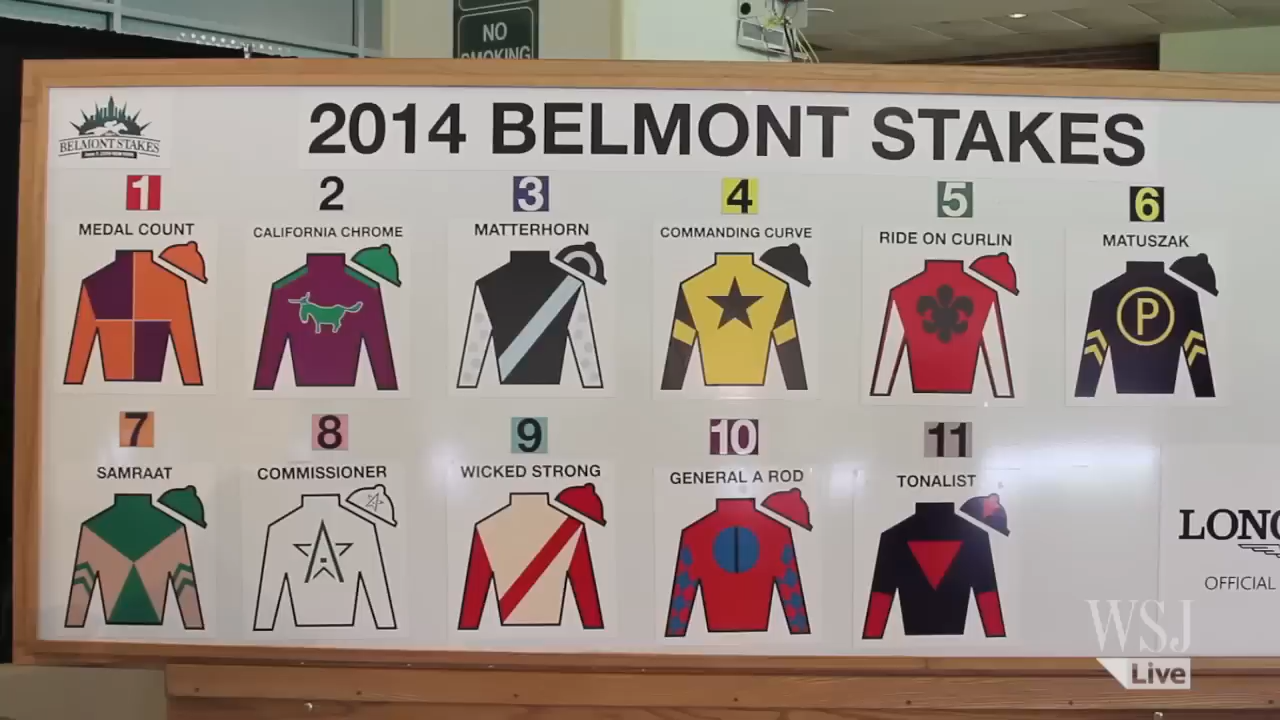 NO
SMOKING
BELMONT STAKES
2014 BELMONT STAKES
1 2 3 4 5 6
MEDAL COUNT CALIFORNIA CHROME MATTERHORN COMMANDING CURVE RIDE ON CURLIN MATUSZAK
P
7 8 9 10 11
SAMRAAT COMMISSIONER WICKED STRONG GENERAL A ROD TONALIST
A
LONG
OFFICIAL
WSJ
Live